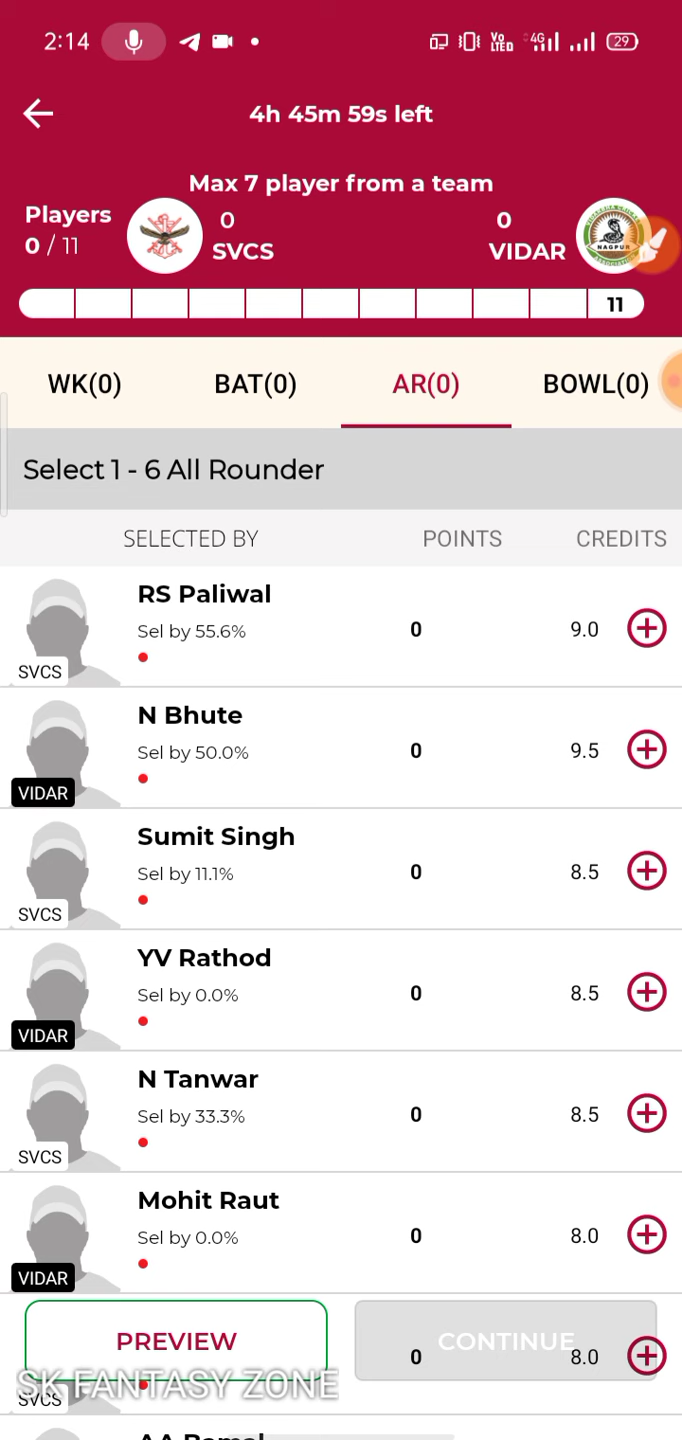 2:14
Vo LTED 4G 29
4h 45m 59s left
Max 7 player from a team
Players
0 / 11
0
SVCS
0
VIDAR
NAGPUR
11
WK(0) BAT(0) AR(0) BOWL(0)
Select 1 - 6 All Rounder
SELECTED BY POINTS CREDITS
RS Paliwal
Sel by 55.6%
0 9.0
SVCS
N Bhute
Sel by 50.0%
0 9.5
VIDAR
Sumit Singh
Sel by 11.1%
0 8.5
SVCS
YV Rathod
Sel by 0.0%
0 8.5
VIDAR
N Tanwar
Sel by 33.3%
0 8.5
SVCS
Mohit Raut
Sel by 0.0%
0 8.0
VIDAR
PREVIEW CONTINUE
0 8.0
SK FANTASY ZONE
SVCS